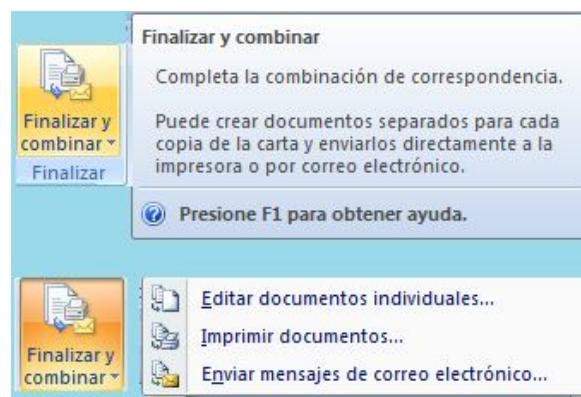 Finalizar y combinar
Completa la combinación de correspondencia.
Puede crear documentos separados para cada
copia de la carta y enviarlos directamente a la
impresora o por correo electrónico.
Presione F1 para obtener ayuda.
Finalizar y
combinar
Finalizar
Finalizar y
combinar
Editar documentos individuales...
Imprimir documentos...
Enviar mensajes de correo electrónico...